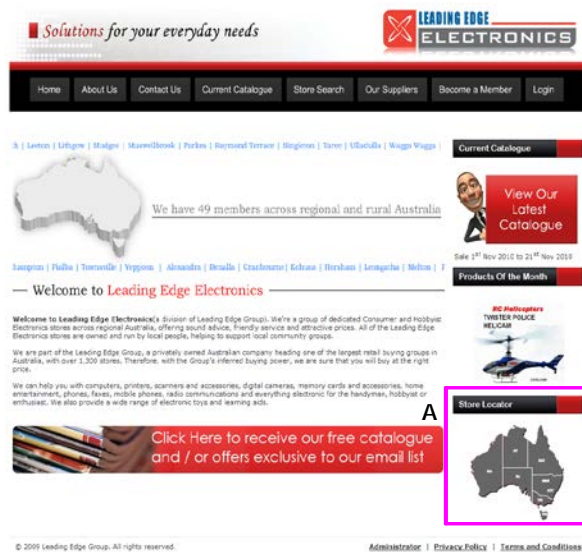 Solutions for your everyday needs
LEADING EDGE
ELECTRONICS
Home About Us Contact Us Current Catalogue Store Search Our Suppliers Become a Member Login
| Leeton | Lithgow | Mudgee | Muswellbrook | Parkes | Raymond Terrace | Singleton | Taree | Ulladulla | Wagga Wagga |
Current Catalogue
We have 49 members across regional and rural Australia
View Our
Latest
Catalogue
Sale 1st Nov 2010 to 21st Nov 2010
| Pialba | Townsville | Yeppoon | Alexandra | Benalla | Cranbourne | Kerang | Horsham | Leongatha | Melton |
Products Of the Month
Welcome to Leading Edge Electronics
RC Helicopters
TWISTER POLICE
HELICAM
Welcome to Leading Edge Electronics(a division of Leading Edge Group). We're a group of dedicated Consumer and Hobbyist
Electronics stores across regional Australia, offering sound advice, friendly service and attractive prices. All of the Leading Edge
Electronics stores are owned and run by local people, helping to support local community groups.
We are part of the Leading Edge Group, a privately owned Australian company heading one of the largest retail buying groups in
Australia, with over 1,300 stores. Therefore, with the Group's inferred buying power, we are sure that you will buy at the right
price.
We can help you with computers, printers, scanners and accessories, digital cameras, memory cards and accessories, home
entertainment, phones, faxes, mobile phones, radio communications and everything electronic for the handyman, hobbyist or
enthusiast. We also provide a wide range of electronic toys and learning aids.
A
Store Locator
Click Here to receive our free catalogue
and / or offers exclusive to our email list
© 2009 Leading Edge Group. All rights reserved.
Administrator | Privacy Policy | Terms and Conditions